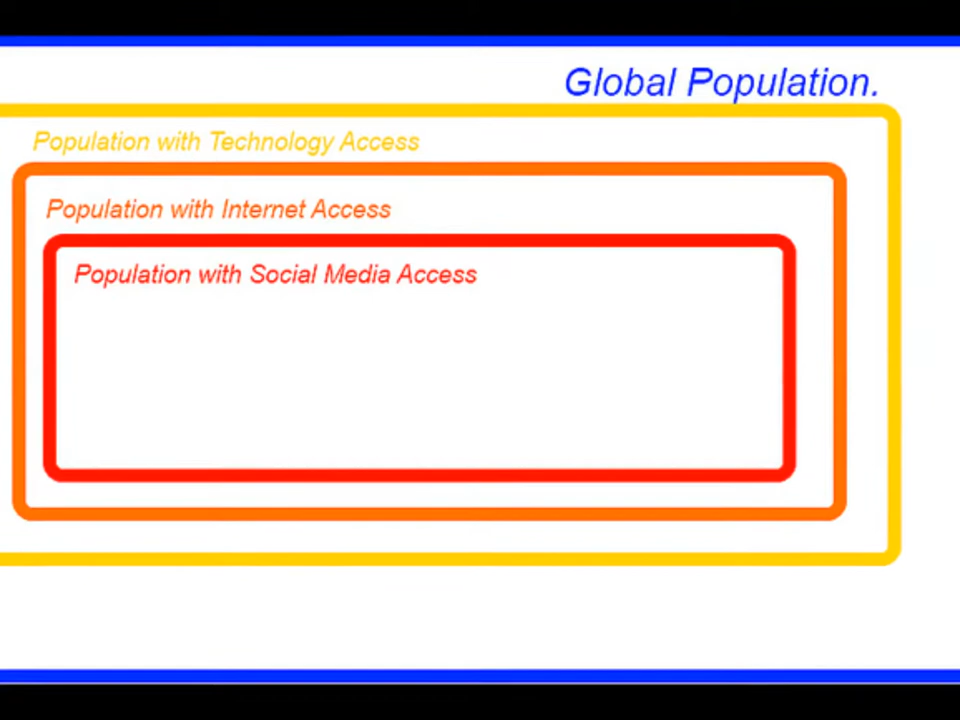 Global Population.
Population with Technology Access
Population with Internet Access
Population with Social Media Access